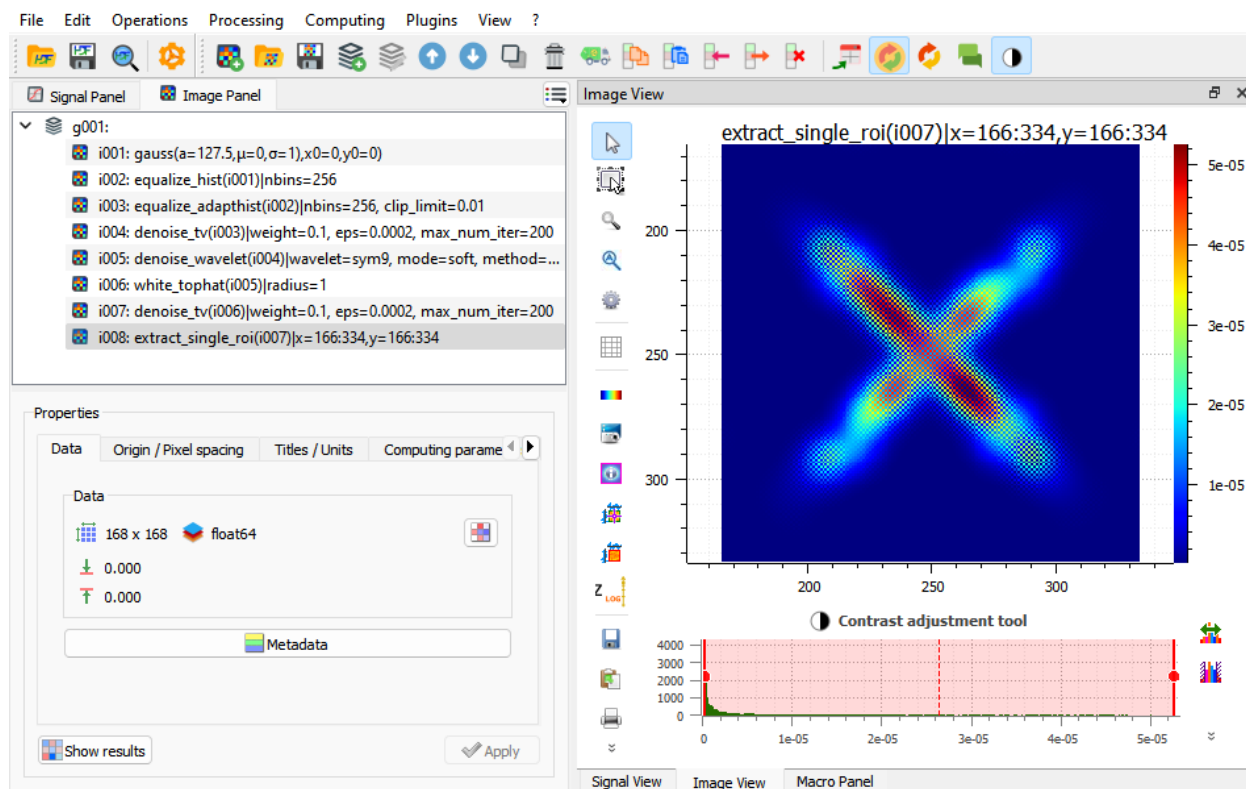 File Edit Operations Processing Computing Plugins View ?
Signal Panel Image Panel
g001:
i001: gauss(a=127.5,μ=0,σ=1),x0=0,y0=0)
i002: equalize_hist(i001)|nbins=256
i003: equalize_adapthist(i002)|nbins=256, clip_limit=0.01
i004: denoise_tv(i003)|weight=0.1, eps=0.0002, max_num_iter=200
i005: denoise_wavelet(i004)|wavelet=sym9, mode=soft, method=...
i006: white_tophat(i005)|radius=1
i007: denoise_tv(i006)|weight=0.1, eps=0.0002, max_num_iter=200
i008: extract_single_roi(i007)|x=166:334,y=166:334
Properties
Data Origin / Pixel spacing Titles / Units Computing parame
Data
168 x 168 float64
0.000
0.000
Metadata
Show results Apply
Image View
extract_single_roi(i007)|x=166:334,y=166:334
200
250
300
200 250 300
5e-05
4e-05
3e-05
2e-05
1e-05
Z LOG
Contrast adjustment tool
4000
3000
2000
1000
0
0 1e-05 2e-05 3e-05 4e-05 5e-05
Signal View Image View Macro Panel